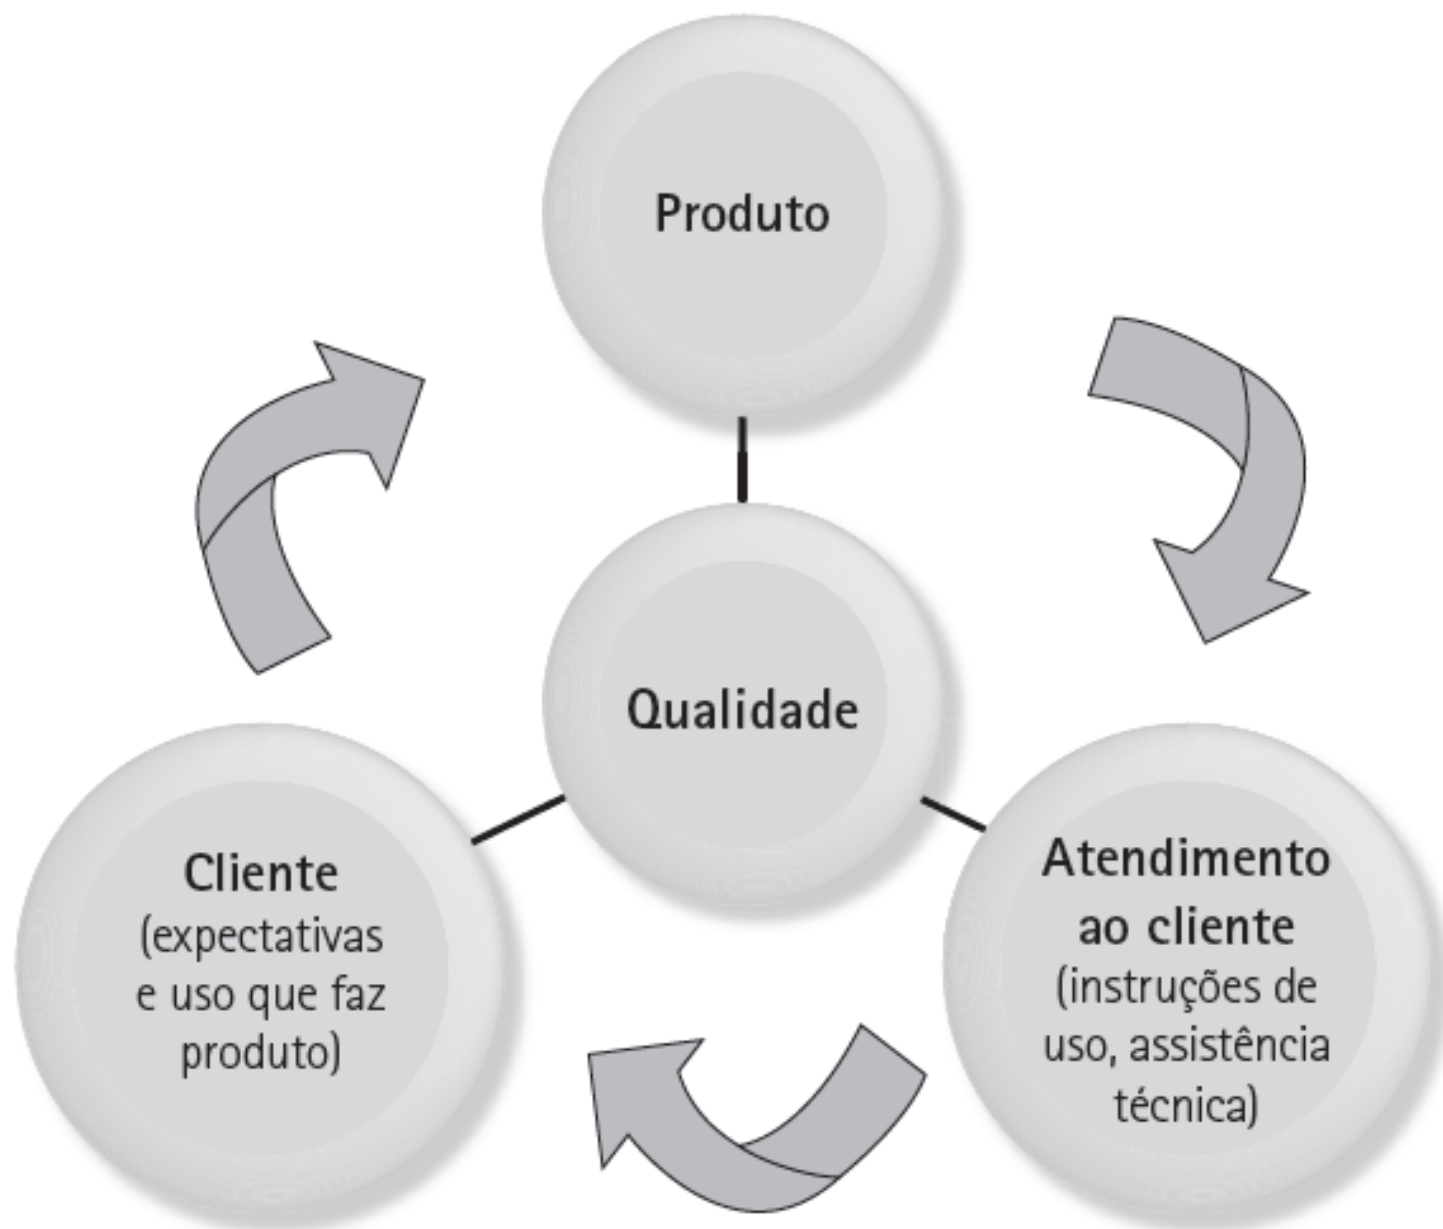 Produto
Qualidade
Cliente
(expectativas
e uso que faz
produto)
Atendimento
ao cliente
(instruções de
uso, assistência
técnica)